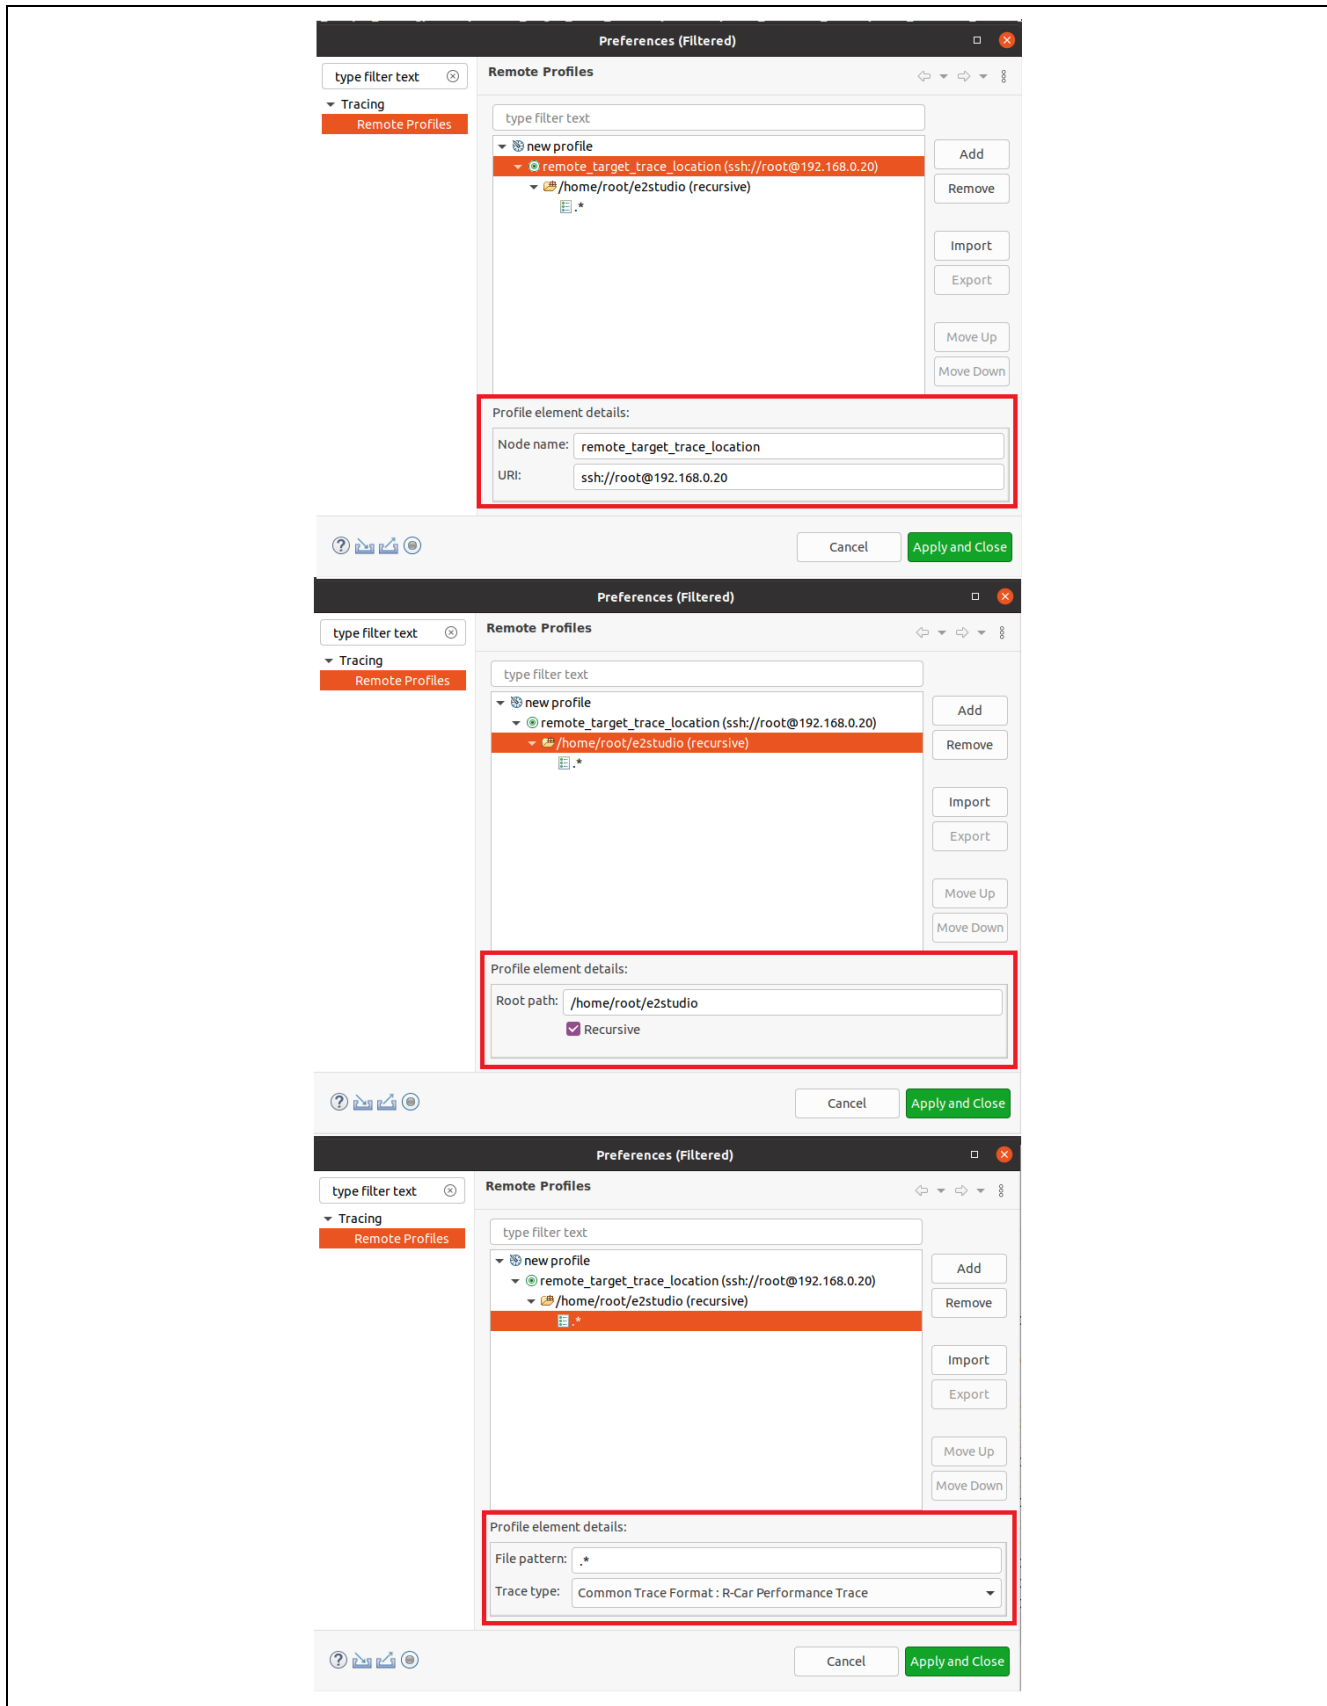 Preferences (Filtered)
type filter text
Remote Profiles
Tracing
Remote Profiles
type filter text
new profile
remote_target_trace_location (ssh://root@192.168.0.20)
/home/root/e2studio (recursive)
.*
Add
Remove
Import
Export
Move Up
Move Down
Profile element details:
Node name: remote_target_trace_location
URI: ssh://root@192.168.0.20
Cancel
Apply and Close
Preferences (Filtered)
type filter text
Remote Profiles
Tracing
Remote Profiles
type filter text
new profile
remote_target_trace_location (ssh://root@192.168.0.20)
/home/root/e2studio (recursive)
.*
Add
Remove
Import
Export
Move Up
Move Down
Profile element details:
Root path: /home/root/e2studio
Recursive
Cancel
Apply and Close
Preferences (Filtered)
type filter text
Remote Profiles
Tracing
Remote Profiles
type filter text
new profile
remote_target_trace_location (ssh://root@192.168.0.20)
/home/root/e2studio (recursive)
.*
Add
Remove
Import
Export
Move Up
Move Down
Profile element details:
File pattern: .*
Trace type: Common Trace Format : R-Car Performance Trace
Cancel
Apply and Close